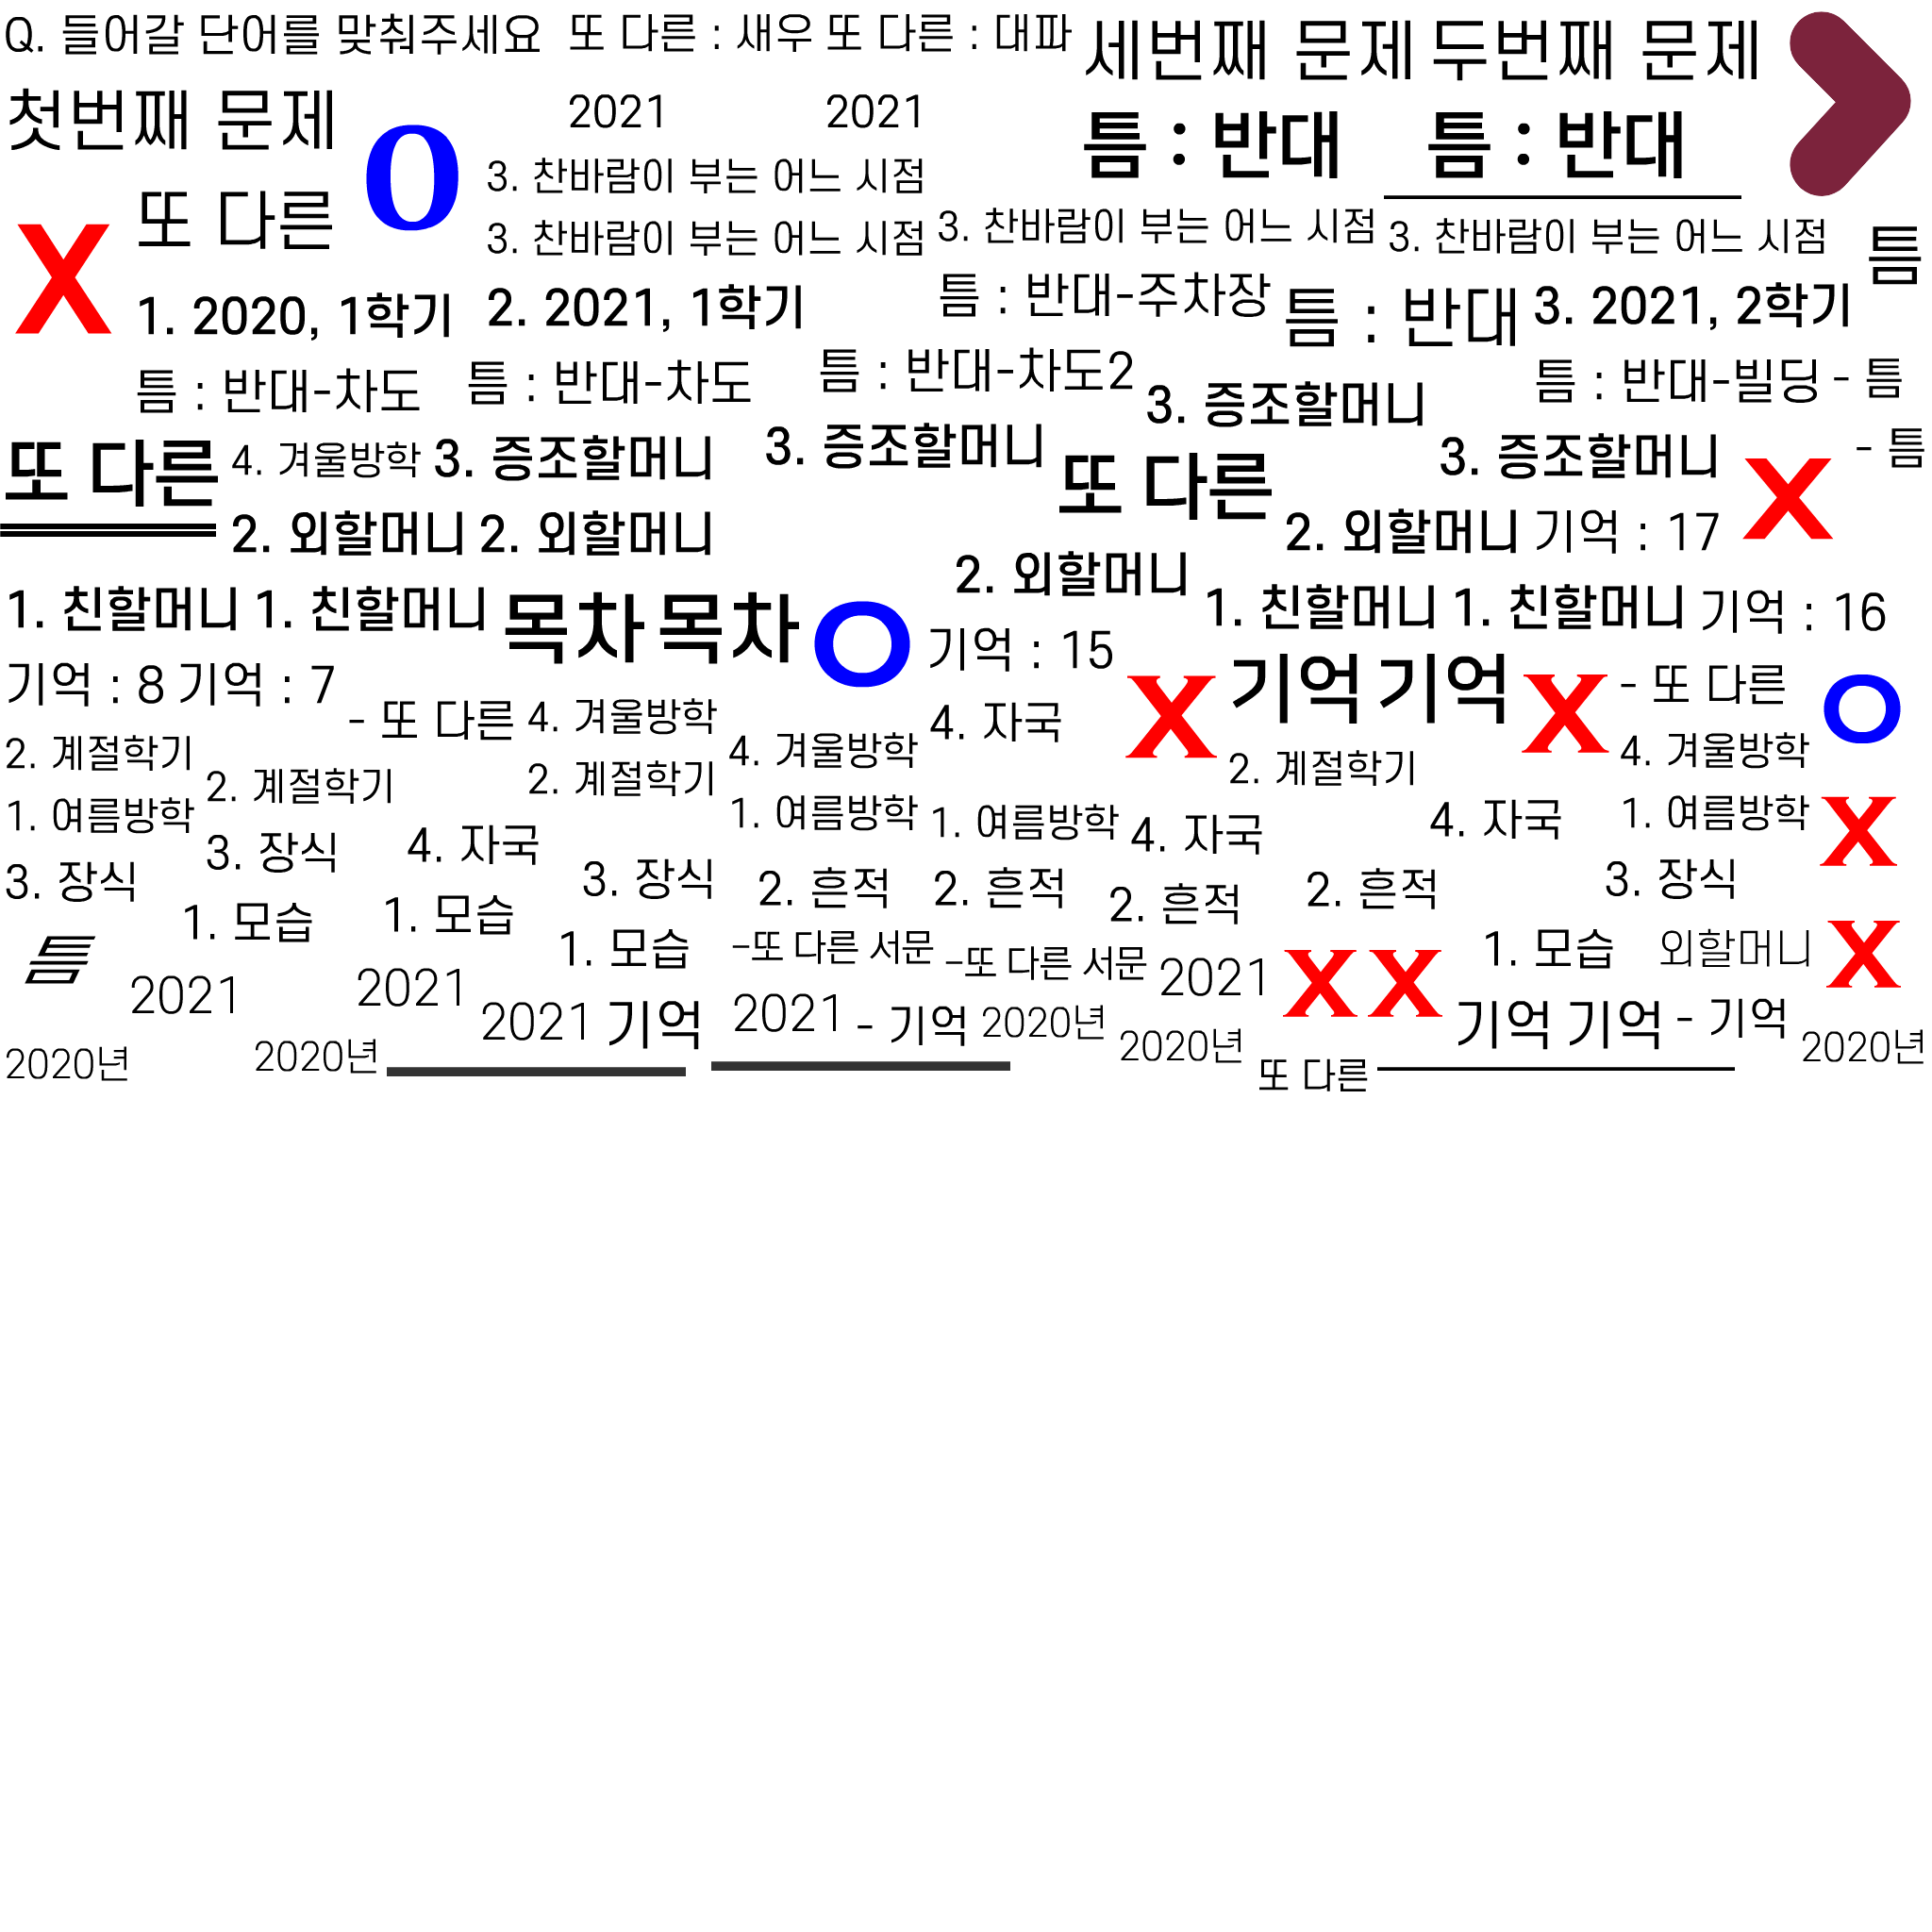 Q. 들어갈 단어를 맞춰주세요 또 다른 : 새우 또 다른 : 대파 세번째 문제 두번째 문제
첫번째 문제 O 2021 2021 틈 : 반대 틈 : 반대
3. 찬바람이 부는 어느 시점
X 또 다른 3. 찬바람이 부는 어느 시점 3. 찬바람이 부는 어느 시점 3. 찬바람이 부는 어느 시점 틈
1. 2020, 1학기 2. 2021, 1학기 틈 : 반대-주차장 틈 : 반대 3. 2021, 2학기
틈 : 반대-차도 틈 : 반대-차도 틈 : 반대-차도2 3. 증조할머니 틈 : 반대-빌딩 - 틈
또 다른 4. 겨울방학 3. 증조할머니 3. 증조할머니 또 다른 3. 증조할머니 X - 틈
2. 외할머니 2. 외할머니 2. 외할머니 2. 외할머니 기억 : 17
1. 친할머니 1. 친할머니 목차 목차 O 기억 : 15 1. 친할머니 1. 친할머니 기억 : 16
기억 : 8 기억 : 7 - 또 다른 4. 겨울방학 4. 자국 X 기억 기억 X - 또 다른 O
2. 계절학기 2. 계절학기 2. 계절학기 4. 겨울방학 2. 계절학기 4. 겨울방학
1. 여름방학 3. 장식 4. 자국 1. 여름방학 1. 여름방학 4. 자국 4. 자국 1. 여름방학 X
3. 장식 1. 모습 1. 모습 3. 장식 2. 흔적 2. 흔적 2. 흔적 2. 흔적 3. 장식
틈 2021 2021 1. 모습 -또 다른 서문 -또 다른 서문 2021 X X 1. 모습 외할머니 X
2021 기억 2021 - 기억 2020년 기억 기억 - 기억
2020년 2020년 2020년 또 다른 2020년